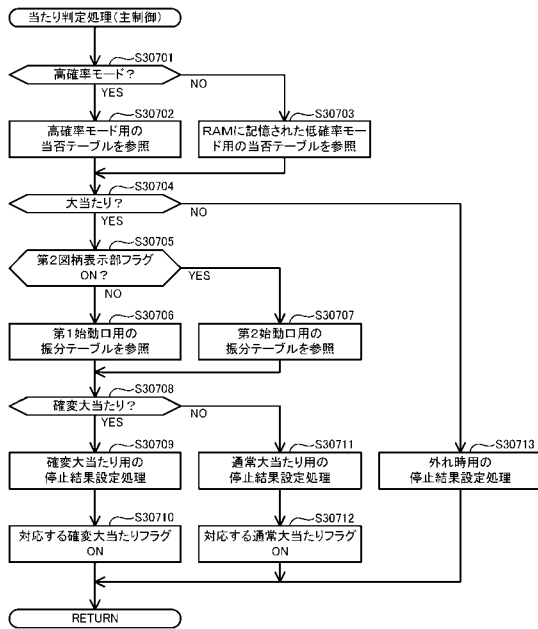 当たり判定処理(主制御)
S30701
高確率モード?
YES
NO
S30702
高確率モード用の
当否テーブルを参照
S30703
RAMに記憶された低確率モー
ド用の当否テーブルを参照
S30704
大当たり?
YES
NO
S30705
第2図柄表示部フラグ
ON?
NO
YES
S30706
第1始動口用の
振分テーブルを参照
S30707
第2始動口用の
振分テーブルを参照
S30708
確変大当たり?
YES
NO
S30709
確変大当たり用の
停止結果設定処理
S30711
通常大当たり用の
停止結果設定処理
S30713
外れ時用の
停止結果設定処理
S30710
対応する確変大当たりフラグ
ON
S30712
対応する通常大当たりフラグ
ON
RETURN